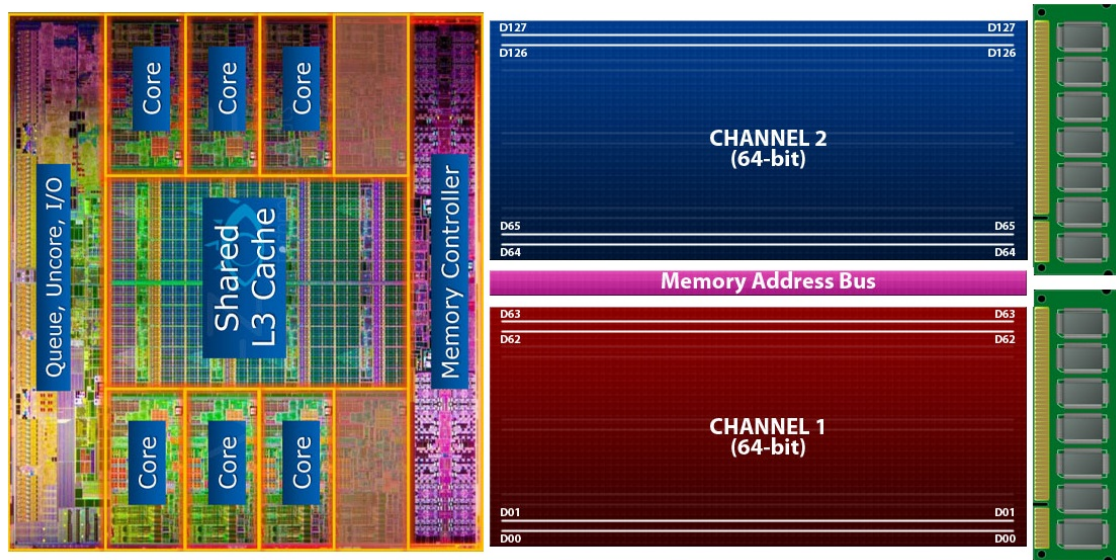 Core
Core
Core
Queue, Uncore, I/O
Shared
L3 Cache
Memory Controller
Core
Core
Core
D127 D127
D126 D126
CHANNEL 2
(64-bit)
D65 D65
D64 D64
Memory Address Bus
D63 D63
D62 D62
CHANNEL 1
(64-bit)
D01 D01
D00 D00